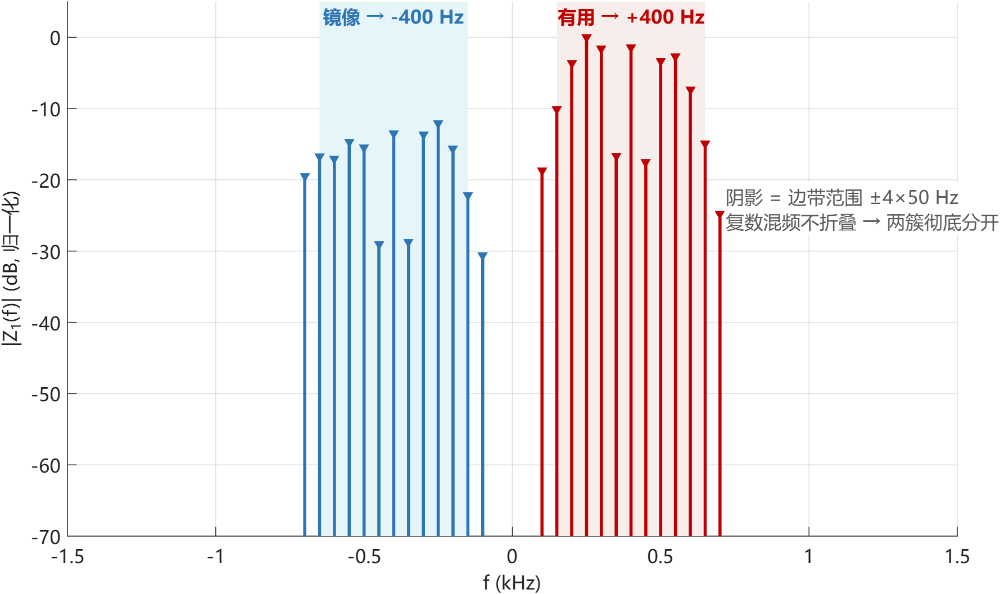 镜像 → -400 Hz
有用 → +400 Hz
0
-10
-20
-30
-40
-50
-60
-70
|Z₁(f)| (dB, 归一化)
阴影 = 边带范围 ±4×50 Hz
复数混频不折叠 → 两簇彻底分开
-1.5
-1
-0.5
0
0.5
1
1.5
f (kHz)